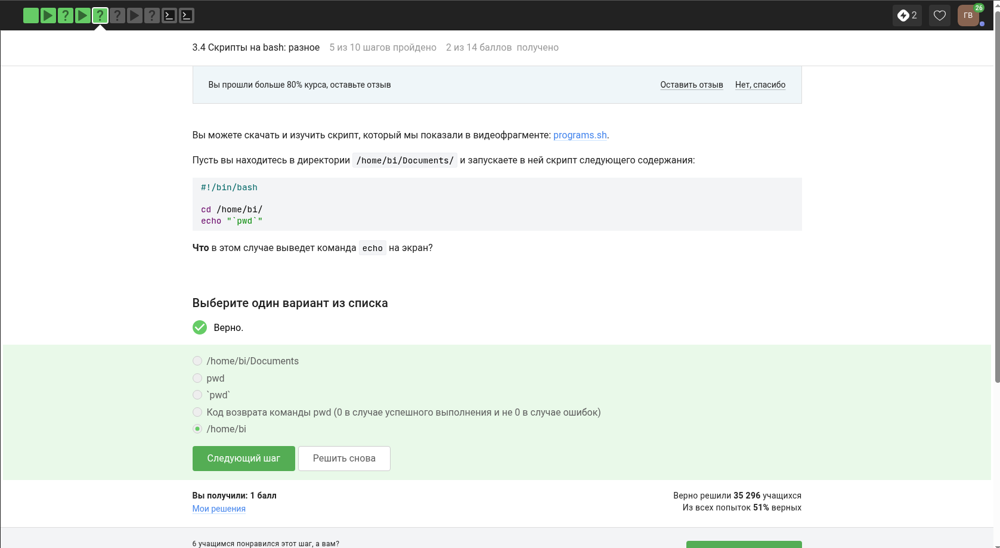 2
ГВ
26
3.4 Скрипты на bash: разное 5 из 10 шагов пройдено 2 из 14 баллов получено
Вы прошли больше 80% курса, оставьте отзыв Оставить отзыв Нет, спасибо
Вы можете скачать и изучить скрипт, который мы показали в видеофрагменте: programs.sh.
Пусть вы находитесь в директории /home/bi/Documents/ и запускаете в ней скрипт следующего содержания:
#!/bin/bash
cd /home/bi/
echo "`pwd`"
Что в этом случае выведет команда echo на экран?
Выберите один вариант из списка
Верно.
/home/bi/Documents
pwd
`pwd`
Код возврата команды pwd (0 в случае успешного выполнения и не 0 в случае ошибок)
/home/bi
Следующий шаг Решить снова
Вы получили: 1 балл
Мои решения
Верно решили 35 296 учащихся
Из всех попыток 51% верных
6 учащимся понравился этот шаг, а вам?